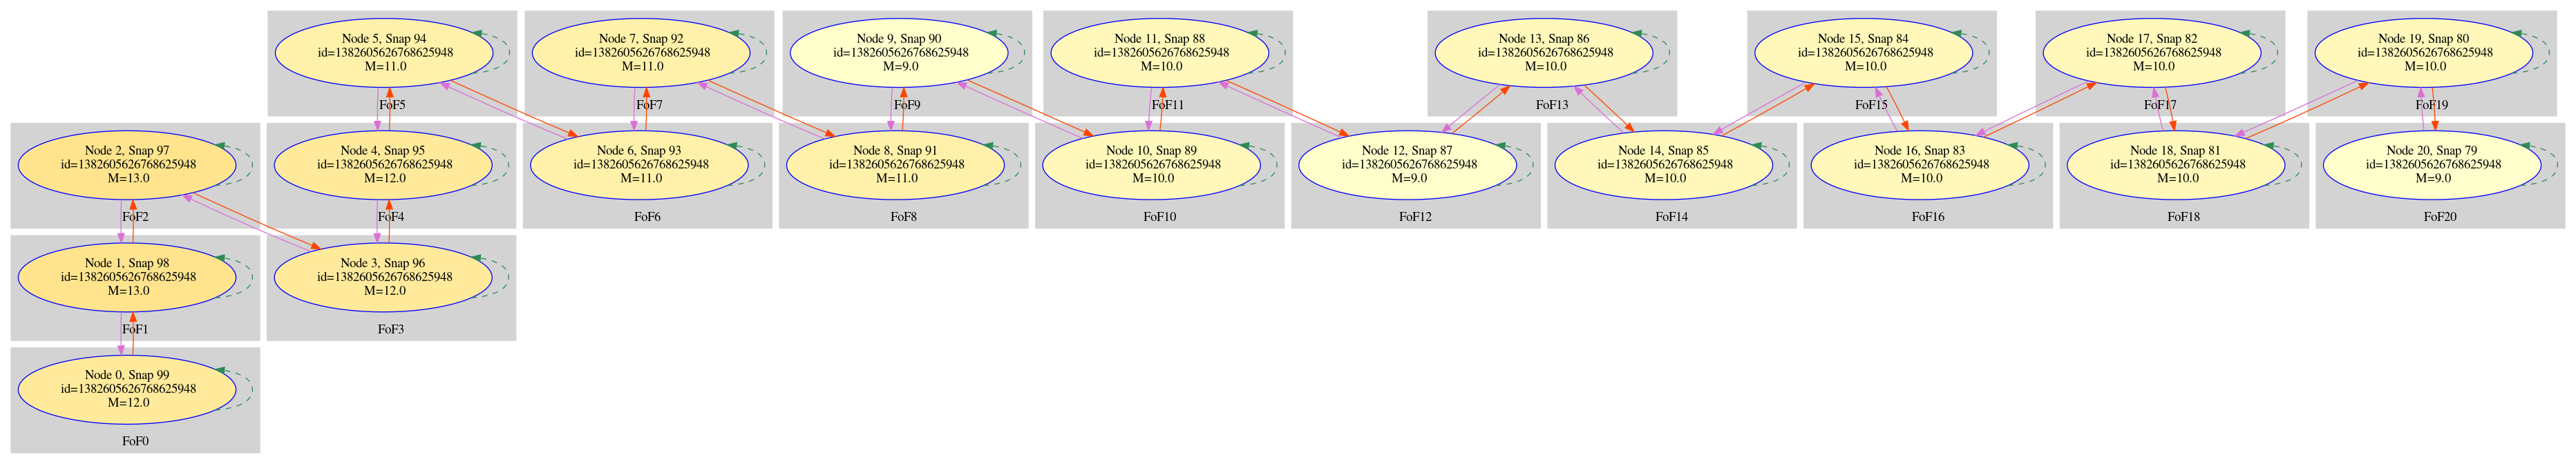 Node 5, Snap 94
id=1382605626768625948
M=11.0
FoF5
Node 7, Snap 92
id=1382605626768625948
M=11.0
FoF7
Node 9, Snap 90
id=1382605626768625948
M=9.0
FoF9
Node 11, Snap 88
id=1382605626768625948
M=10.0
FoF11
Node 13, Snap 86
id=1382605626768625948
M=10.0
FoF13
Node 15, Snap 84
id=1382605626768625948
M=10.0
FoF15
Node 17, Snap 82
id=1382605626768625948
M=10.0
FoF17
Node 19, Snap 80
id=1382605626768625948
M=10.0
FoF19
Node 2, Snap 97
id=1382605626768625948
M=13.0
FoF2
Node 4, Snap 95
id=1382605626768625948
M=12.0
FoF4
Node 6, Snap 93
id=1382605626768625948
M=11.0
FoF6
Node 8, Snap 91
id=1382605626768625948
M=11.0
FoF8
Node 10, Snap 89
id=1382605626768625948
M=10.0
FoF10
Node 12, Snap 87
id=1382605626768625948
M=9.0
FoF12
Node 14, Snap 85
id=1382605626768625948
M=10.0
FoF14
Node 16, Snap 83
id=1382605626768625948
M=10.0
FoF16
Node 18, Snap 81
id=1382605626768625948
M=10.0
FoF18
Node 20, Snap 79
id=1382605626768625948
M=9.0
FoF20
Node 1, Snap 98
id=1382605626768625948
M=13.0
FoF1
Node 3, Snap 96
id=1382605626768625948
M=12.0
FoF3
Node 0, Snap 99
id=1382605626768625948
M=12.0
FoF0